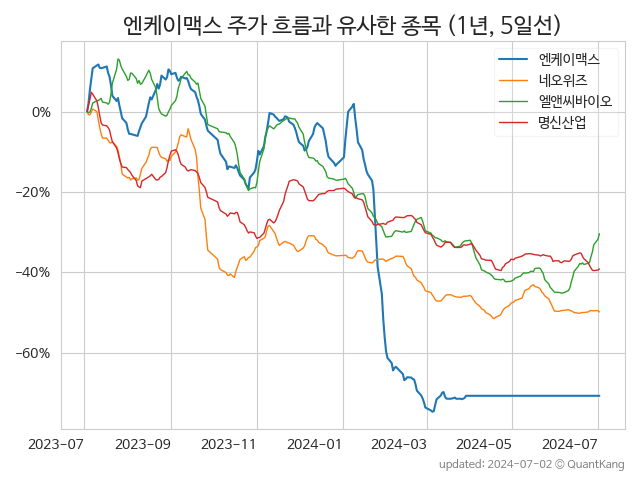 엔케이맥스 주가 흐름과 유사한 종목 (1년, 5일선)
엔케이맥스
네오위즈
엘앤씨바이오
명신산업
0%
−20%
−40%
−60%
2023-07 2023-09 2023-11 2024-01 2024-03 2024-05 2024-07
updated: 2024-07-02 © QuantKang